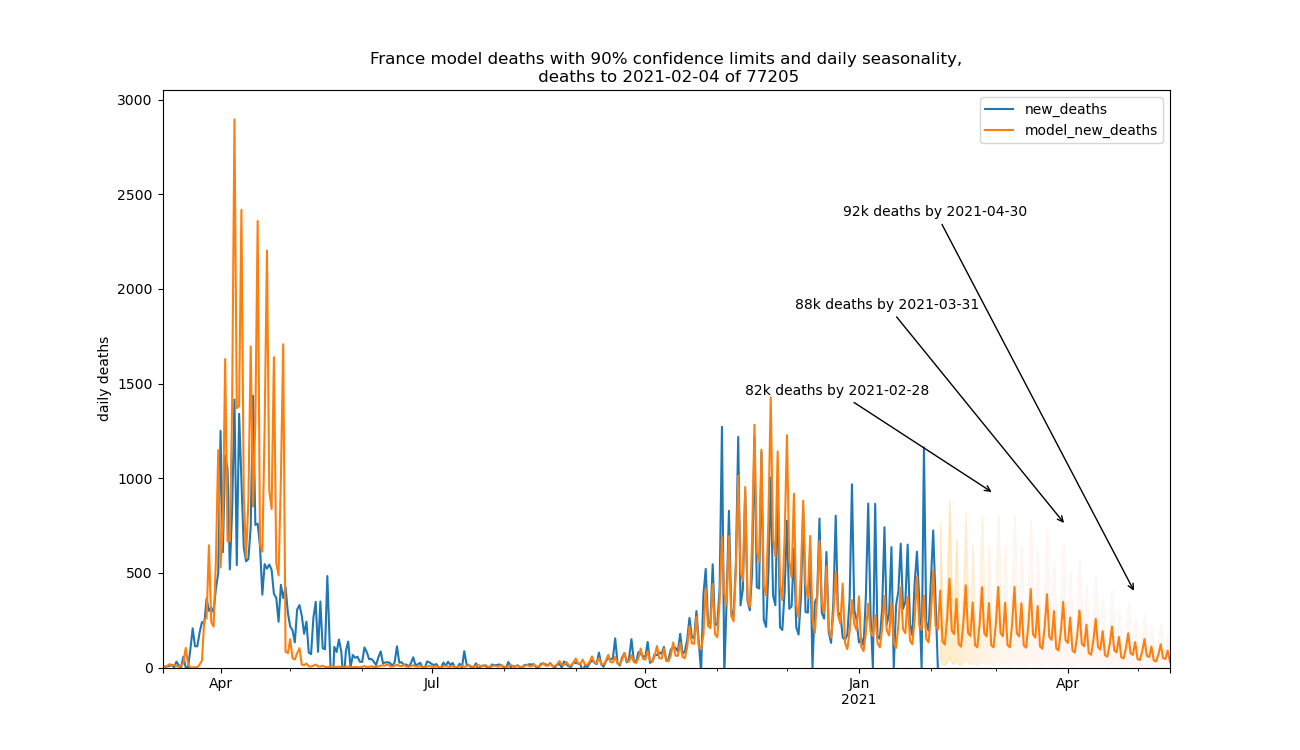 France model deaths with 90% confidence limits and daily seasonality,
deaths to 2021-02-04 of 77205
3000
2500
2000
1500
1000
500
0
daily deaths
new_deaths
model_new_deaths
92k deaths by 2021-04-30
88k deaths by 2021-03-31
82k deaths by 2021-02-28
Apr
Jul
Oct
Jan
2021
Apr